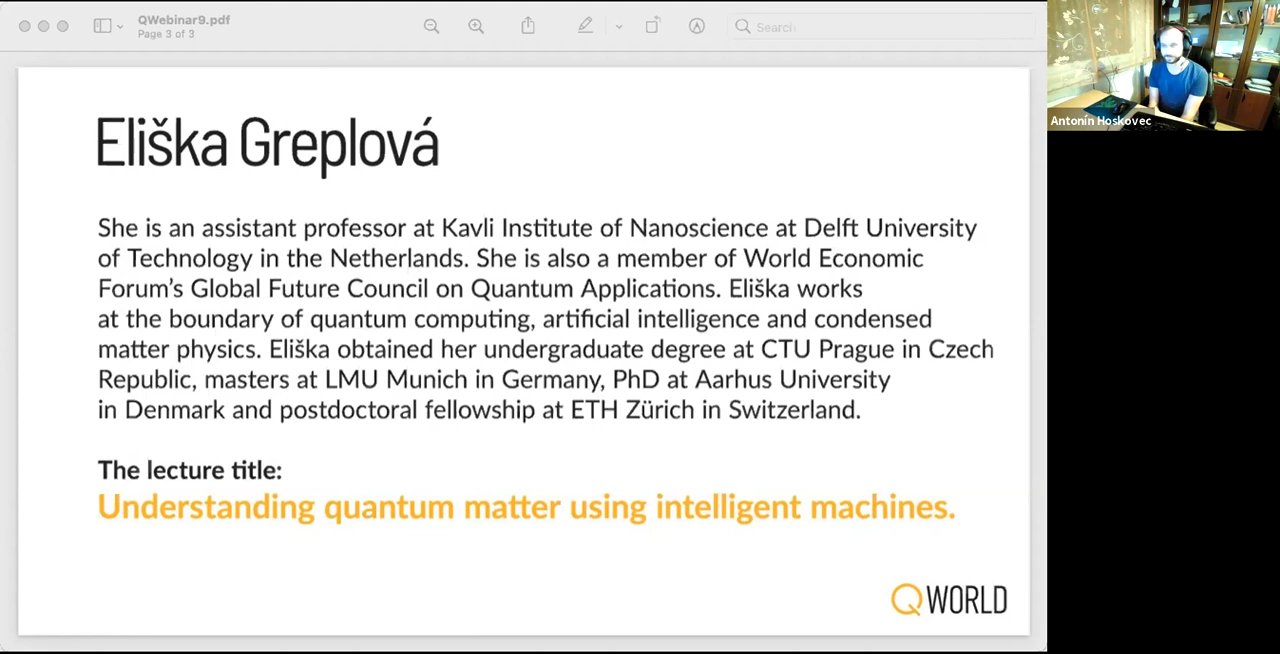 QWebinar9.pdf
Page 3 of 3
Search
Antonín Hoskovec
Eliška Greplová
She is an assistant professor at Kavli Institute of Nanoscience at Delft University
of Technology in the Netherlands. She is also a member of World Economic
Forum's Global Future Council on Quantum Applications. Eliška works
at the boundary of quantum computing, artificial intelligence and condensed
matter physics. Eliška obtained her undergraduate degree at CTU Prague in Czech
Republic, masters at LMU Munich in Germany, PhD at Aarhus University
in Denmark and postdoctoral fellowship at ETH Zürich in Switzerland.
The lecture title:
Understanding quantum matter using intelligent machines.
QWORLD